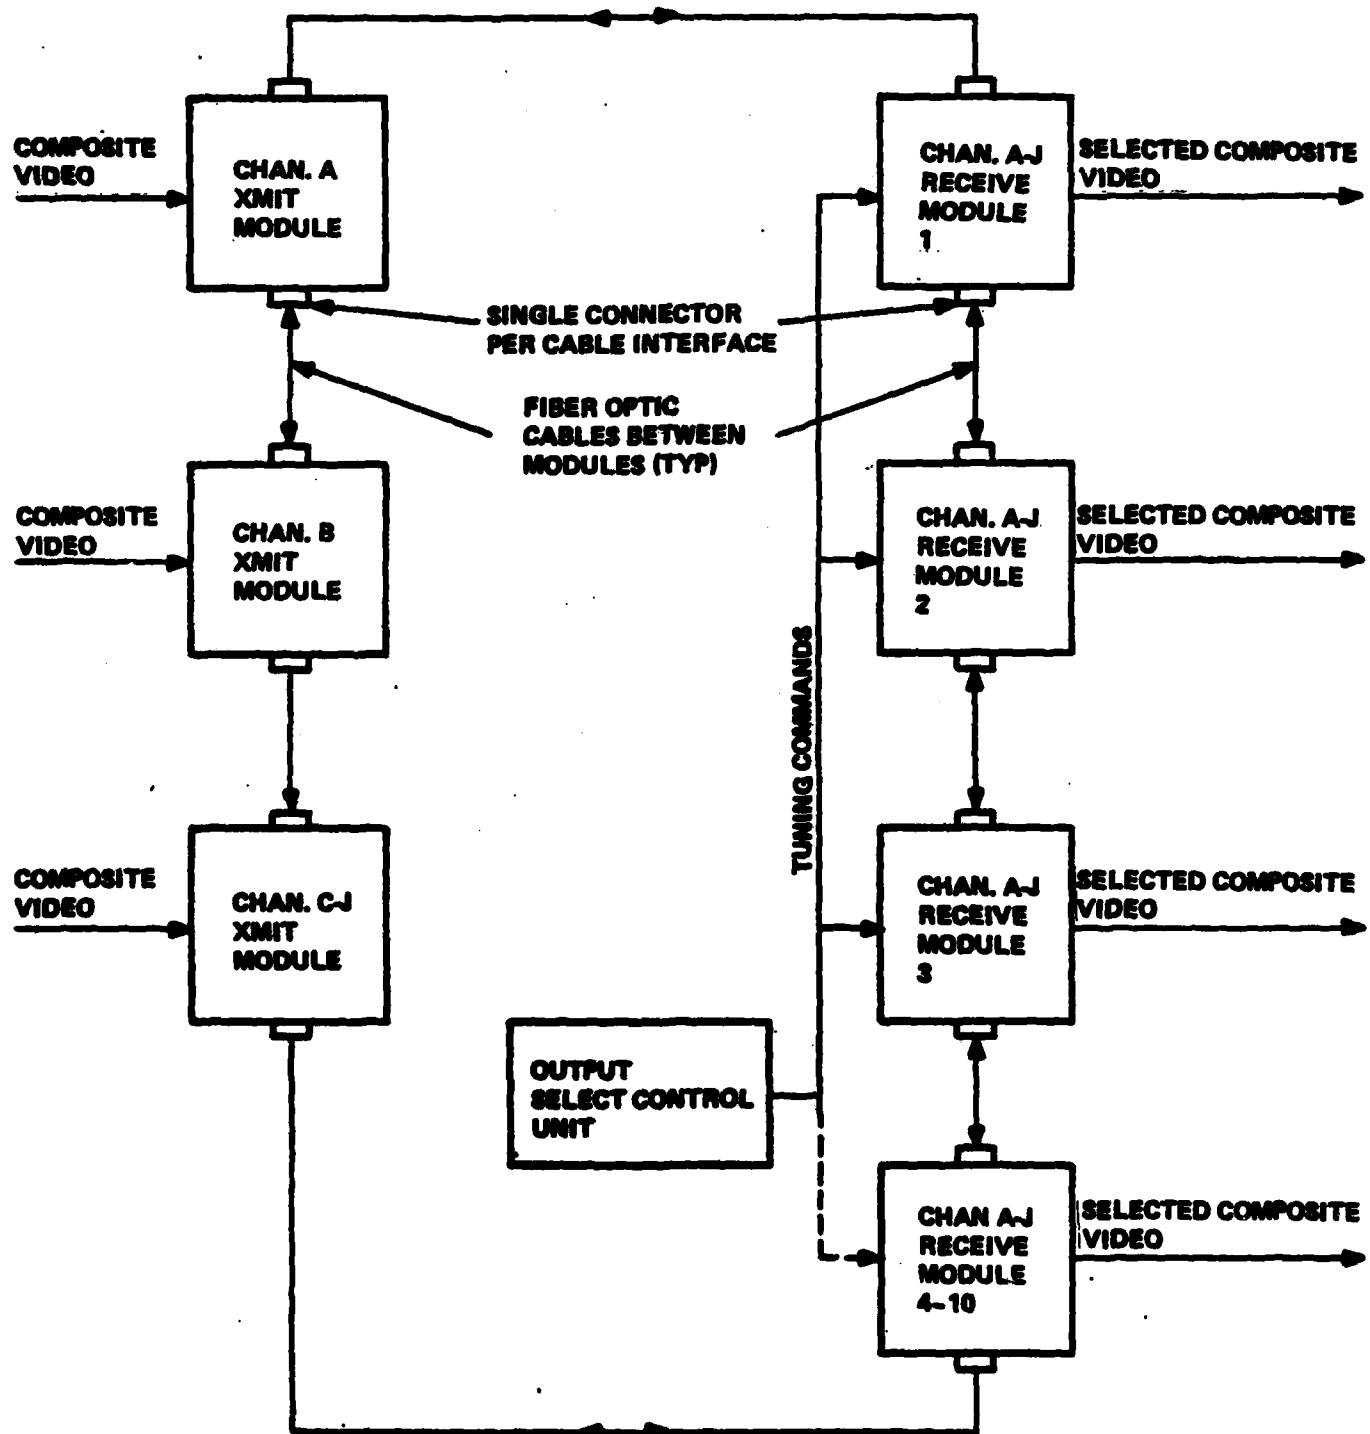 COMPOSITE
VIDEO
CHAN. A
XMIT
MODULE
CHAN. A-J
RECEIVE
MODULE
1
SELECTED COMPOSITE
VIDEO
SINGLE CONNECTOR
PER CABLE INTERFACE
FIBER OPTIC
CABLES BETWEEN
MODULES (TYP)
COMPOSITE
VIDEO
CHAN. B
XMIT
MODULE
CHAN. A-J
RECEIVE
MODULE
2
SELECTED COMPOSITE
VIDEO
TUNING COMMANDS
COMPOSITE
VIDEO
CHAN. C-J
XMIT
MODULE
CHAN. A-J
RECEIVE
MODULE
3
SELECTED COMPOSITE
VIDEO
OUTPUT
SELECT CONTROL
UNIT
CHAN A-J
RECEIVE
MODULE
4-10
SELECTED COMPOSITE
VIDEO